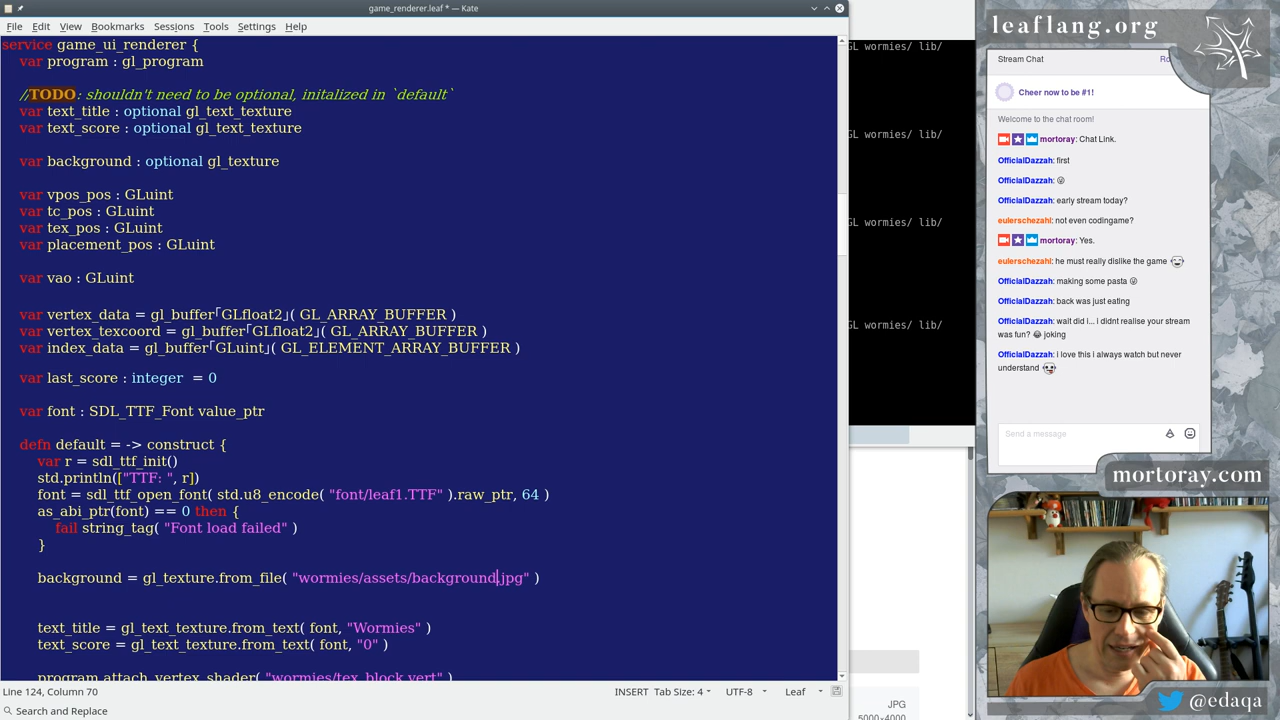 game_renderer.leaf * — Kate
File Edit View Bookmarks Sessions Tools Settings Help
service game_ui_renderer {
var program : gl_program
//TODO: shouldn't need to be optional, initalized in `default`
var text_title : optional gl_text_texture
var text_score : optional gl_text_texture
var background : optional gl_texture
var vpos_pos : GLuint
var tc_pos : GLuint
var tex_pos : GLuint
var placement_pos : GLuint
var vao : GLuint
var vertex_data = gl_buffer「GLfloat2」( GL_ARRAY_BUFFER )
var vertex_texcoord = gl_buffer「GLfloat2」( GL_ARRAY_BUFFER )
var index_data = gl_buffer「GLuint」( GL_ELEMENT_ARRAY_BUFFER )
var last_score : integer = 0
var font : SDL_TTF_Font value_ptr
defn default = -> construct {
var r = sdl_ttf_init()
std.println(["TTF: ", r])
font = sdl_ttf_open_font( std.u8_encode( "font/leaf1.TTF" ).raw_ptr, 64 )
as_abi_ptr(font) == 0 then {
fail string_tag( "Font load failed" )
}
background = gl_texture.from_file( "wormies/assets/background.jpg" )
text_title = gl_text_texture.from_text( font, "Wormies" )
text_score = gl_text_texture.from_text( font, "0" )
program.attach_vertex_shader( "wormies/tex_block.vert" )
Line 124, Column 70
INSERT Tab Size: 4 UTF-8 Leaf
Search and Replace
GL wormies/ lib/
GL wormies/ lib/
GL wormies/ lib/
GL wormies/ lib/
JPG
5000×4000
leaflang.org
Stream Chat Ro
Cheer now to be #1!
Welcome to the chat room!
mortoray: Chat Link.
OfficialDazzah: first
OfficialDazzah: 😜
OfficialDazzah: early stream today?
eulerschezahl: not even codingame?
mortoray: Yes.
eulerschezahl: he must really dislike the game
OfficialDazzah: making some pasta 😜
OfficialDazzah: back was just eating
OfficialDazzah: wait did i... i didnt realise your stream
was fun? 😂 joking
OfficialDazzah: i love this i always watch but never
understand
Send a message
mortoray.com
@edaqa